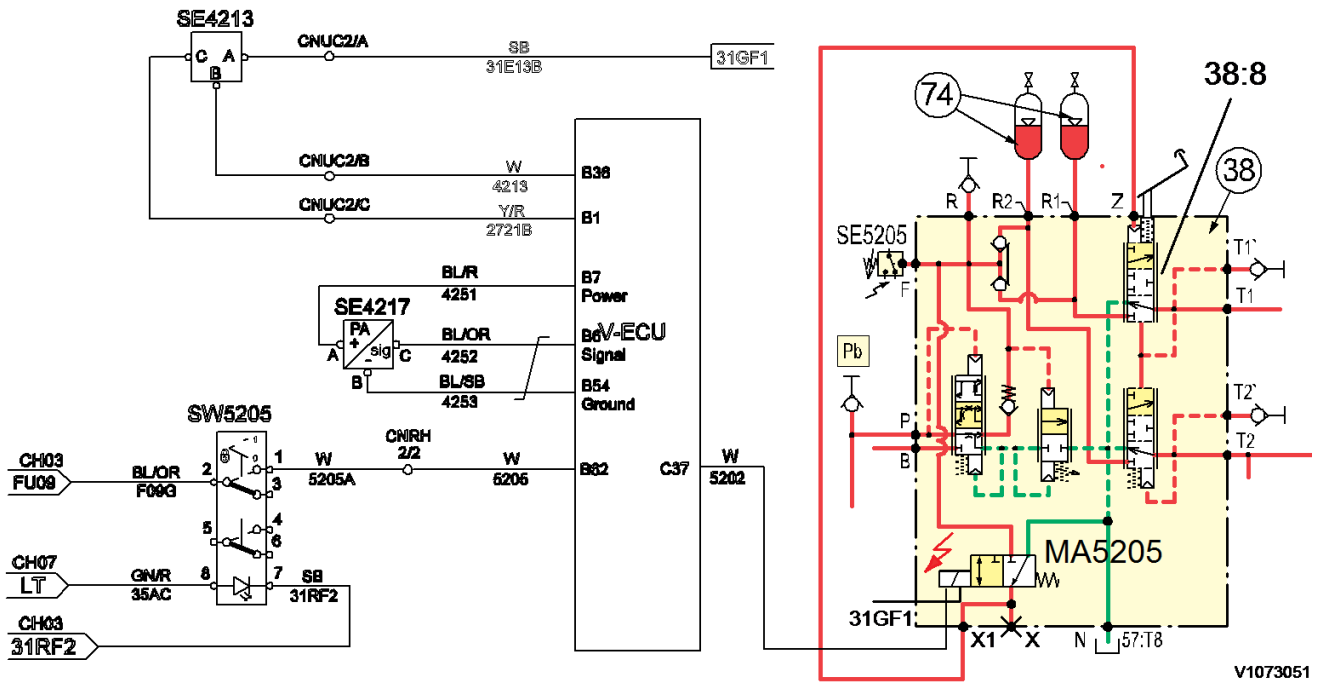 SE4213
C A
B
CNUC2/A
SB
31E13B
31GF1
CNUC2/B
W
4213
B36
CNUC2/C
Y/R
2721B
B1
BL/R
4251
B7
Power
SE4217
PA
+
-
sig
A
C
B
BL/OR
4252
B6
V-ECU
Signal
BL/SB
4253
B54
Ground
SW5205
CH03
FU09
BL/OR
F09G
2
1
3
W
5205A
CNRH
2/2
W
5205
B62
C37
W
5202
5
4
6
CH07
LT
GN/R
35AC
8
7
SB
31RF2
CH03
31RF2
74
38:8
38
R
R2
R1
Z
SE5205
F
T1`
T1
Pb
P
B
T2`
T2
MA5205
31GF1
X1
X
N
57:T8
V1073051